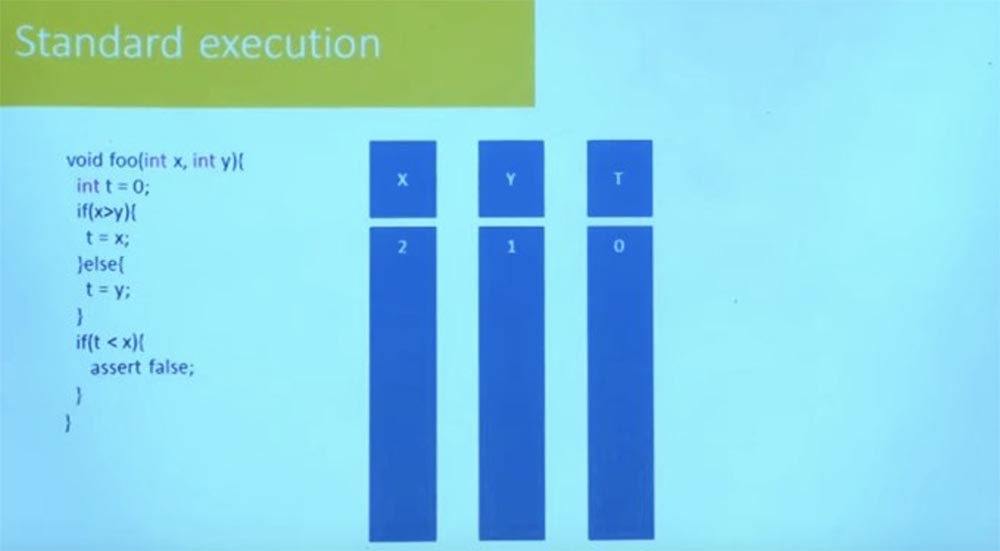 Standard execution
void foo(int x, int y){
int t = 0;
if(x>y){
t = x;
}else{
t = y;
}
if(t < x){
assert false;
}
}
X Y T
2 1 0